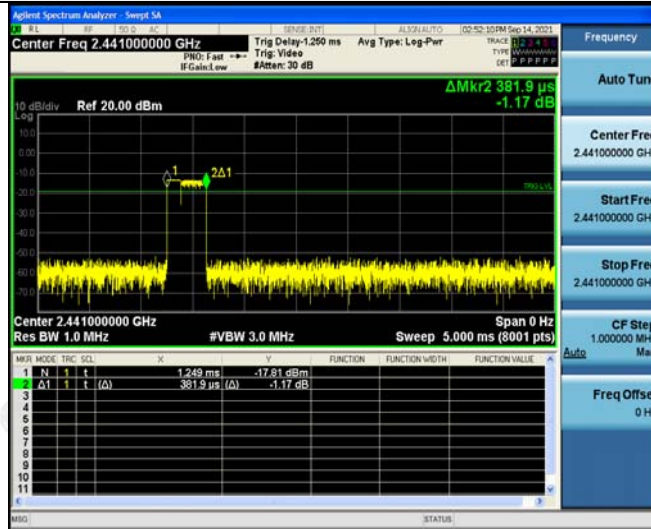 Agilent Spectrum Analyzer - Swept SA
RL RF 50 Ω AC SENSE:INT ALIGN AUTO 02:52:10 PM Sep 14, 2021
Center Freq 2.441000000 GHz
PNO: Fast
IFGain:Low
Trig Delay-1.250 ms
Trig: Video
#Atten: 30 dB
Avg Type: Log-Pwr
TRACE 1 2 3 4 5 6
TYPE
DET P P P P P P
ΔMkr2 381.9 µs
-1.17 dB
10 dB/div Ref 20.00 dBm
Log
10.0
0.00
-10.0
-20.0
-30.0
-40.0
-50.0
-60.0
-70.0
1
2Δ1
TRIG LVL
Center 2.441000000 GHz Span 0 Hz
Res BW 1.0 MHz #VBW 3.0 MHz Sweep 5.000 ms (8001 pts)
MKR MODE TRC SCL X Y FUNCTION FUNCTION WIDTH FUNCTION VALUE
1 N 1 t 1.249 ms -17.81 dBm
2 Δ1 1 t (Δ) 381.9 µs (Δ) -1.17 dB
3
4
5
6
7
8
9
10
11
MSG STATUS
Frequency
Auto Tun
Center Fre
2.441000000 GH
Start Fre
2.441000000 GH
Stop Fre
2.441000000 GH
CF Step
1.000000 MH
Auto Ma
Freq Offse
0 H